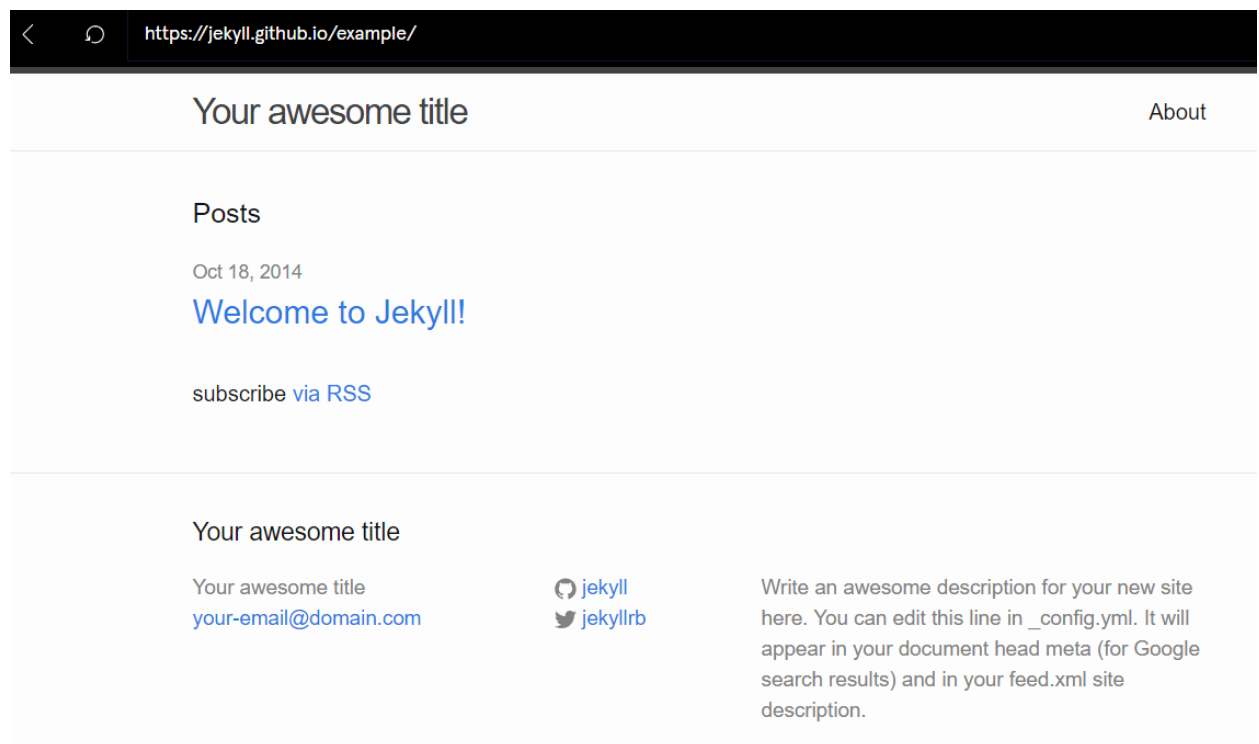 https://jekyll.github.io/example/
Your awesome title
About
Posts
Oct 18, 2014
Welcome to Jekyll!
subscribe via RSS
Your awesome title
Your awesome title
your-email@domain.com
jekyll
jekyllrb
Write an awesome description for your new site
here. You can edit this line in _config.yml. It will
appear in your document head meta (for Google
search results) and in your feed.xml site
description.